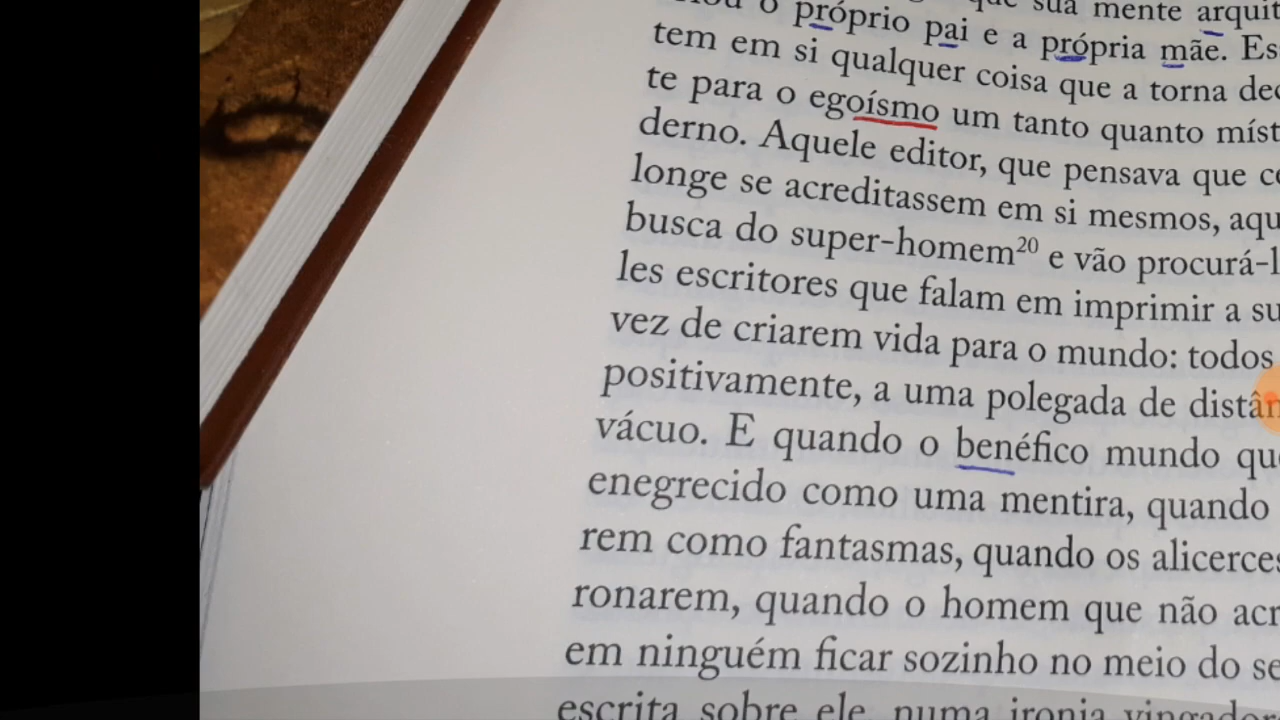 o próprio pai e a própria mãe. Es
tem em si qualquer coisa que a torna
te para o egoísmo um tanto quanto míst
derno. Aquele editor, que pensava que
longe se acreditassem em si mesmos, aqu
busca do super-homem20 e vão procurá-l
les escritores que falam em imprimir a su
vez de criarem vida para o mundo: todos
positivamente, a uma polegada de distân
vácuo. E quando o benéfico mundo qu
enegrecido como uma mentira, quando
rem como fantasmas, quando os alicerces
ronarem, quando o homem que não acr
em ninguém ficar sozinho no meio do se
escrita sobre ele, numa ironia vingador